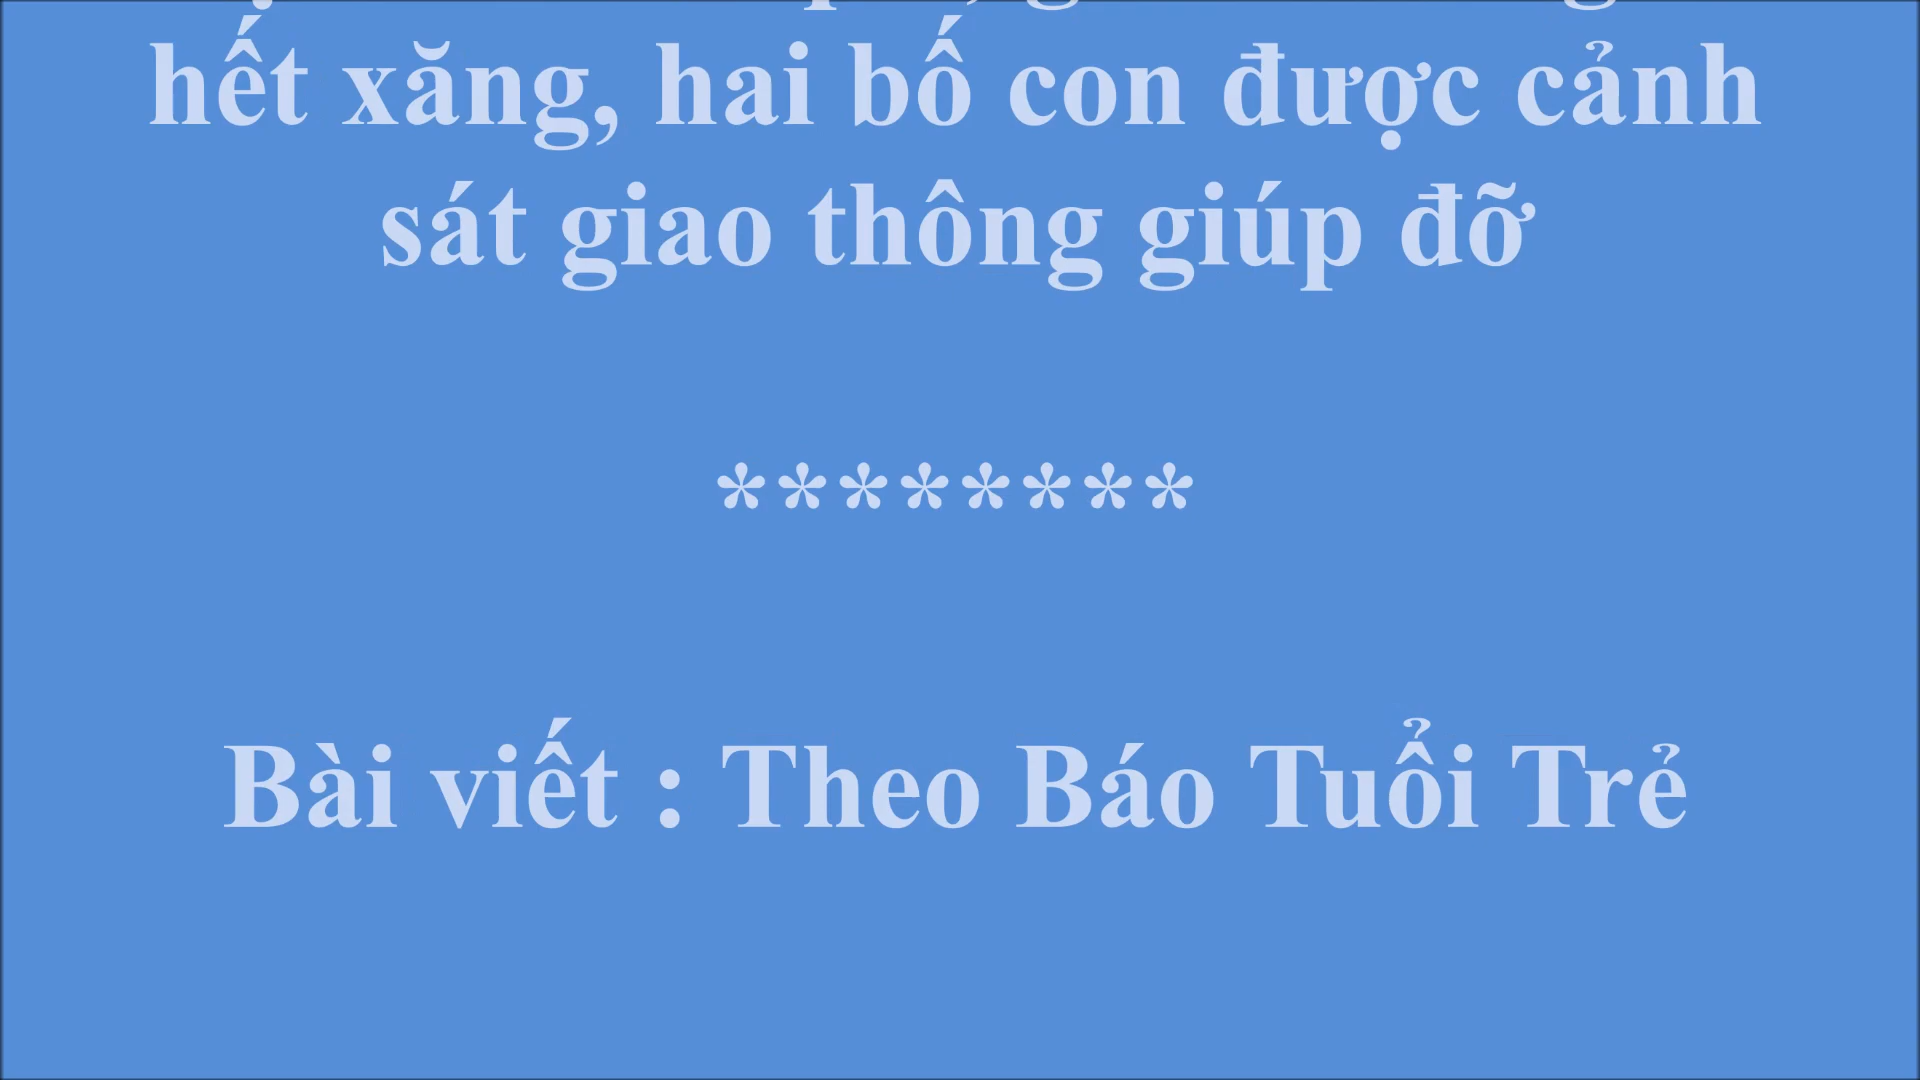 hết xăng, hai bố con được cảnh
sát giao thông giúp đỡ
********
Bài viết : Theo Báo Tuổi Trẻ